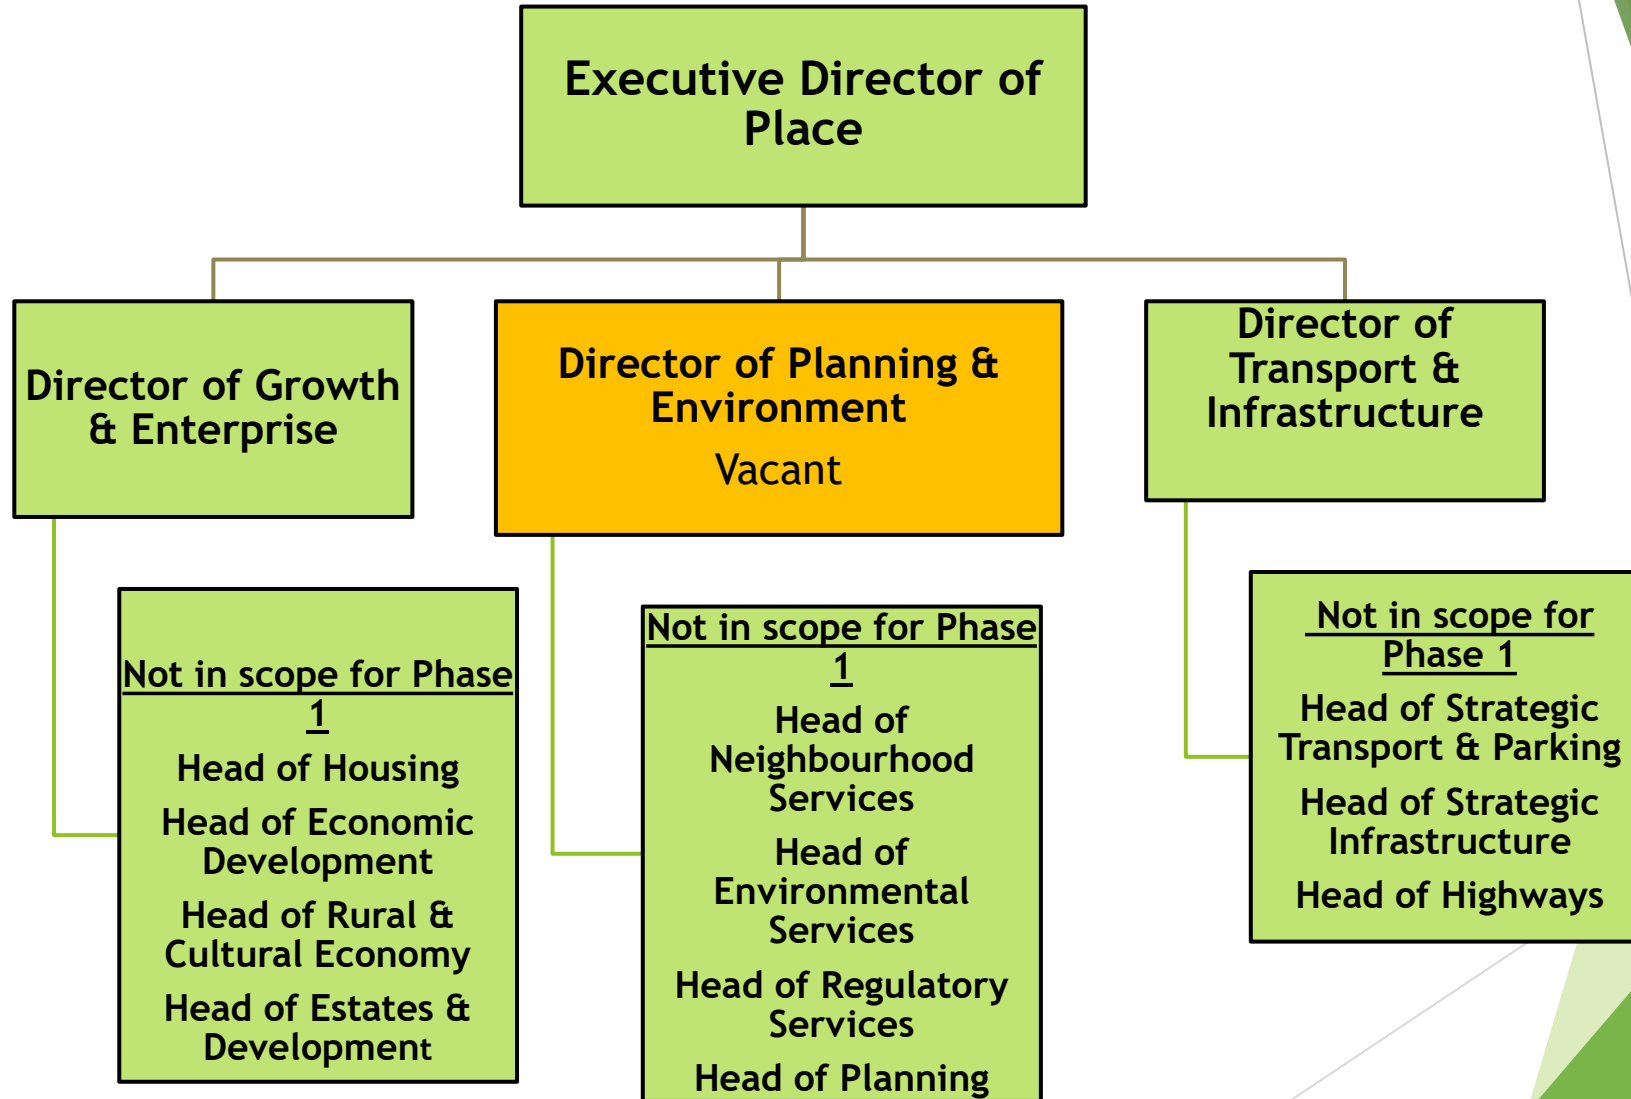 Executive Director of
Place
Director of Growth
& Enterprise
Director of Planning &
Environment
Vacant
Director of
Transport &
Infrastructure
Not in scope for Phase
1
Head of Housing
Head of Economic
Development
Head of Rural &
Cultural Economy
Head of Estates &
Development
Not in scope for Phase
1
Head of
Neighbourhood
Services
Head of
Environmental
Services
Head of Regulatory
Services
Head of Planning
Not in scope for
Phase 1
Head of Strategic
Transport & Parking
Head of Strategic
Infrastructure
Head of Highways